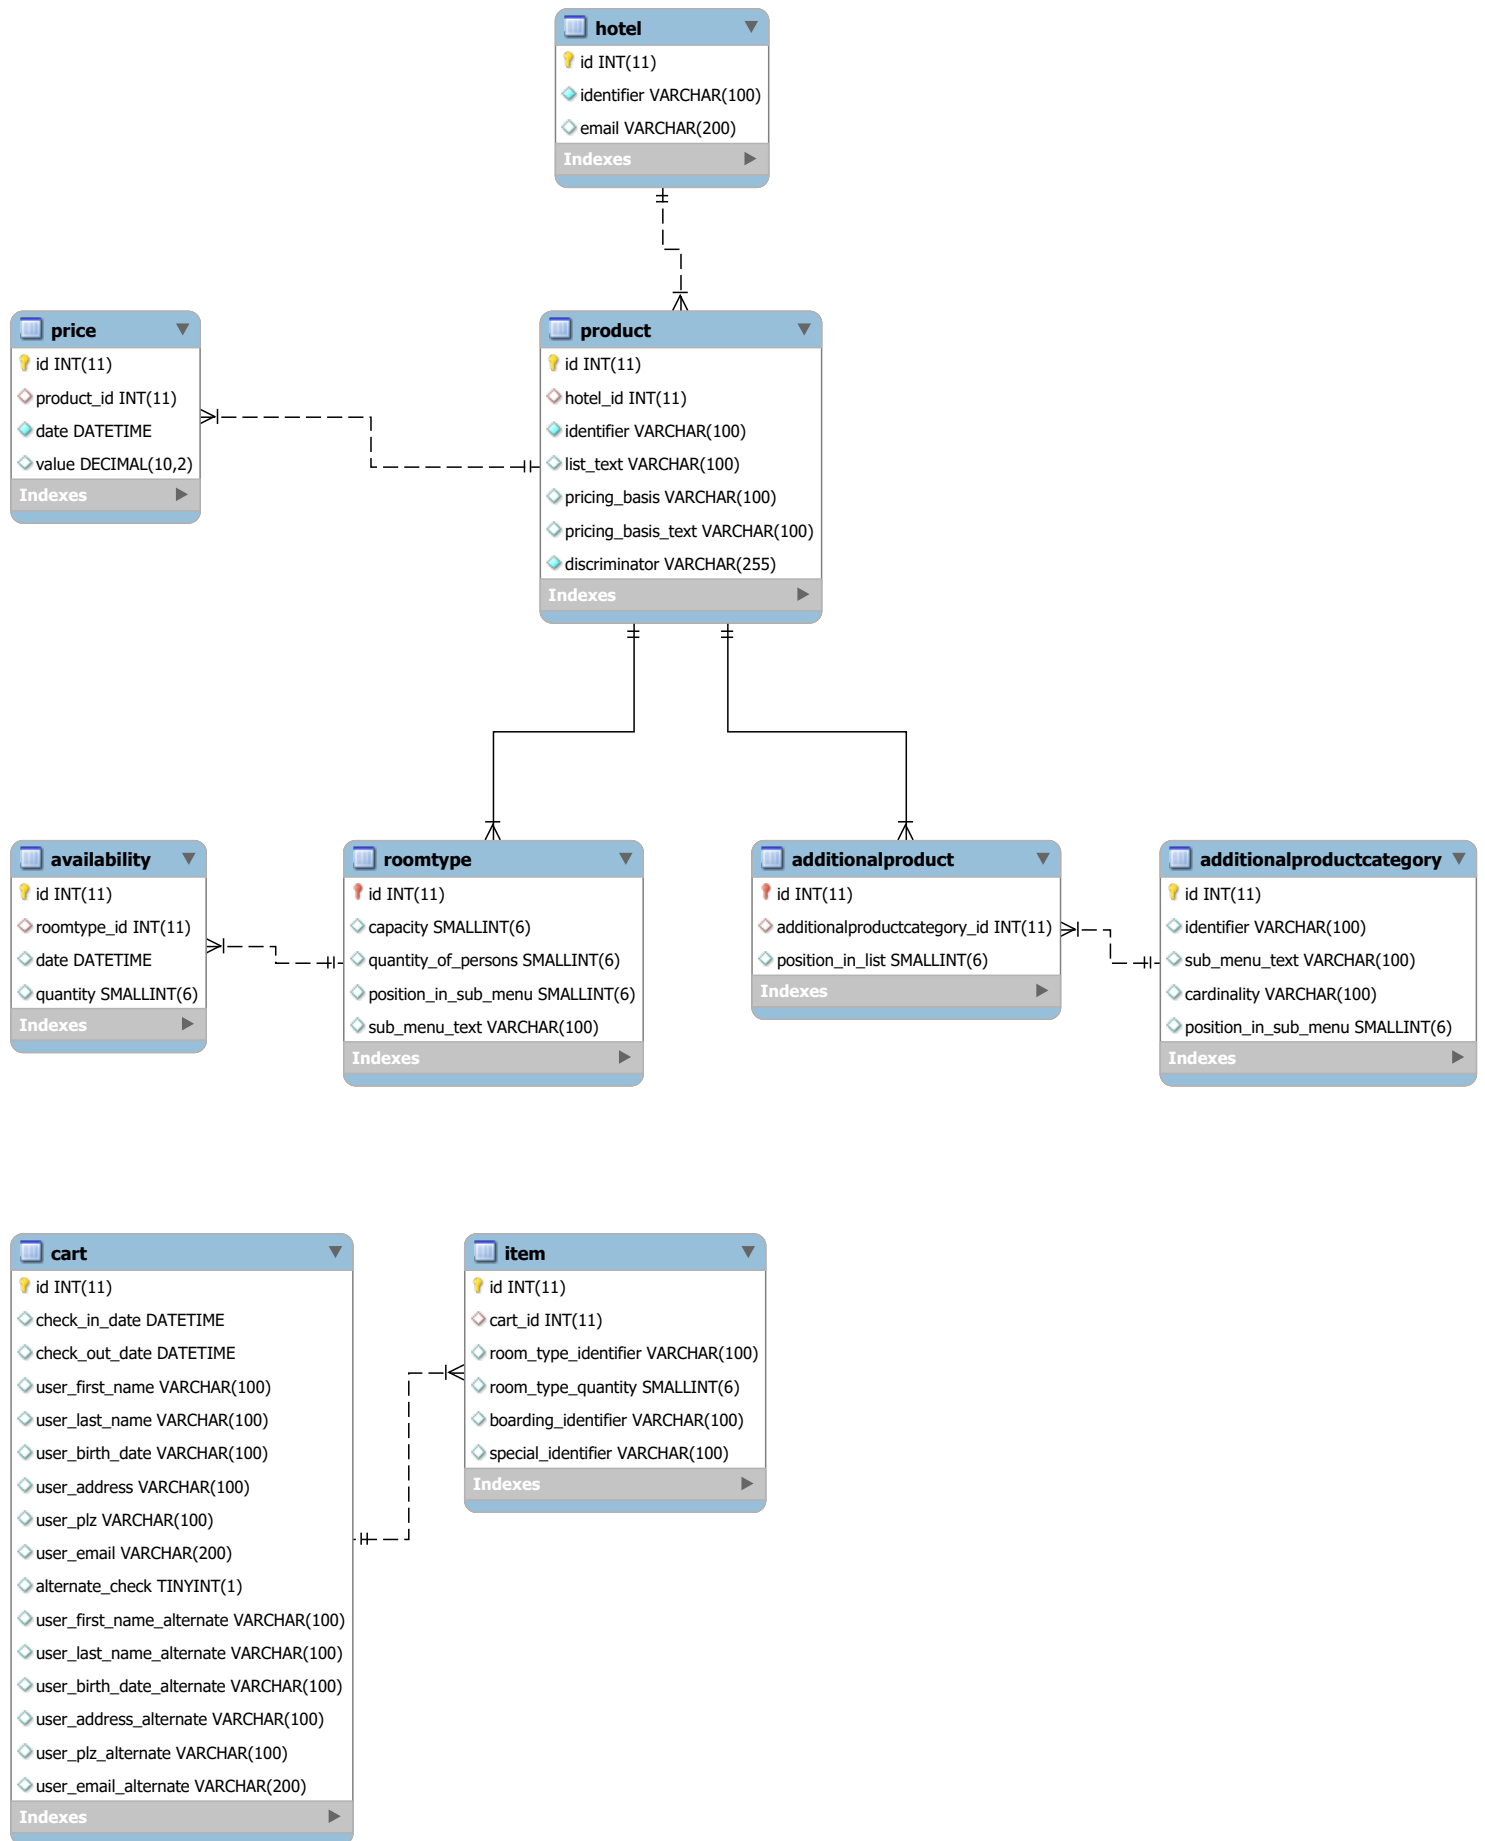 hotel
id INT(11)
identifier VARCHAR(100)
email VARCHAR(200)
Indexes
price
id INT(11)
product_id INT(11)
date DATETIME
value DECIMAL(10,2)
Indexes
product
id INT(11)
hotel_id INT(11)
identifier VARCHAR(100)
list_text VARCHAR(100)
pricing_basis VARCHAR(100)
pricing_basis_text VARCHAR(100)
discriminator VARCHAR(255)
Indexes
availability
id INT(11)
roomtype_id INT(11)
date DATETIME
quantity SMALLINT(6)
Indexes
roomtype
id INT(11)
capacity SMALLINT(6)
quantity_of_persons SMALLINT(6)
position_in_sub_menu SMALLINT(6)
sub_menu_text VARCHAR(100)
Indexes
additionalproduct
id INT(11)
additionalproductcategory_id INT(11)
position_in_list SMALLINT(6)
Indexes
additionalproductcategory
id INT(11)
identifier VARCHAR(100)
sub_menu_text VARCHAR(100)
cardinality VARCHAR(100)
position_in_sub_menu SMALLINT(6)
Indexes
cart
id INT(11)
check_in_date DATETIME
check_out_date DATETIME
user_first_name VARCHAR(100)
user_last_name VARCHAR(100)
user_birth_date VARCHAR(100)
user_address VARCHAR(100)
user_plz VARCHAR(100)
user_email VARCHAR(200)
alternate_check TINYINT(1)
user_first_name_alternate VARCHAR(100)
user_last_name_alternate VARCHAR(100)
user_birth_date_alternate VARCHAR(100)
user_address_alternate VARCHAR(100)
user_plz_alternate VARCHAR(100)
user_email_alternate VARCHAR(200)
Indexes
item
id INT(11)
cart_id INT(11)
room_type_identifier VARCHAR(100)
room_type_quantity SMALLINT(6)
boarding_identifier VARCHAR(100)
special_identifier VARCHAR(100)
Indexes